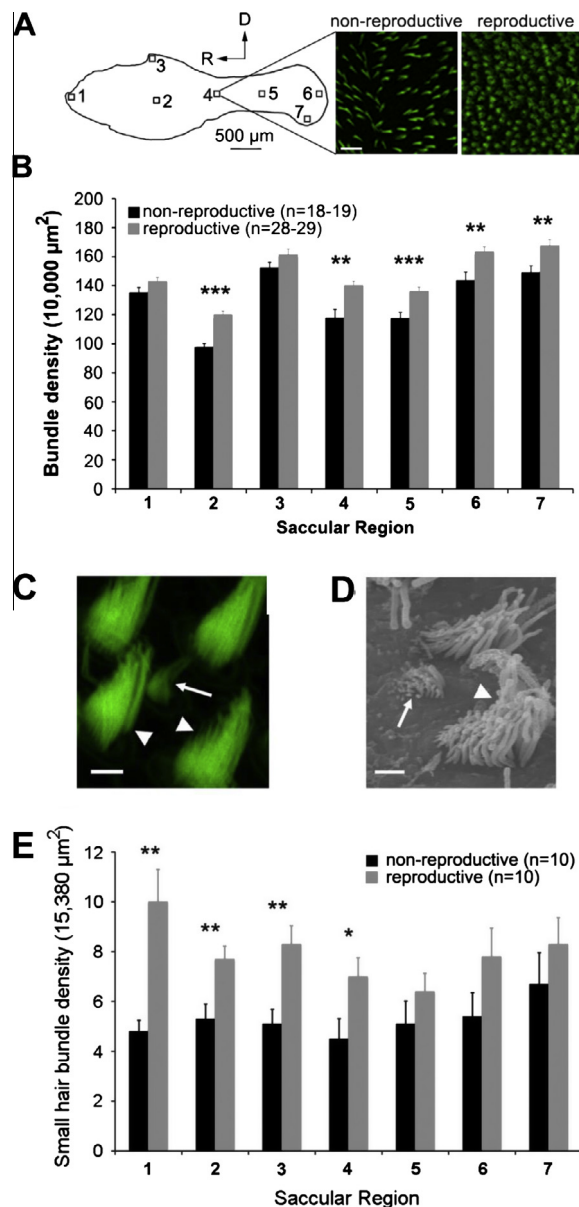 A
D
R
non-reproductive
reproductive
1
2
3
4
5
6
7
500 µm
B
Bundle density (10,000 µm²)
200
180
160
140
120
100
80
60
40
20
0
non-reproductive (n=18-19)
reproductive (n=28-29)
***
**
***
**
**
1 2 3 4 5 6 7
Saccular Region
C
D
E
Small hair bundle density (15,380 µm²)
12
10
8
6
4
2
0
non-reproductive (n=10)
reproductive (n=10)
**
**
**
*
1 2 3 4 5 6 7
Saccular Region